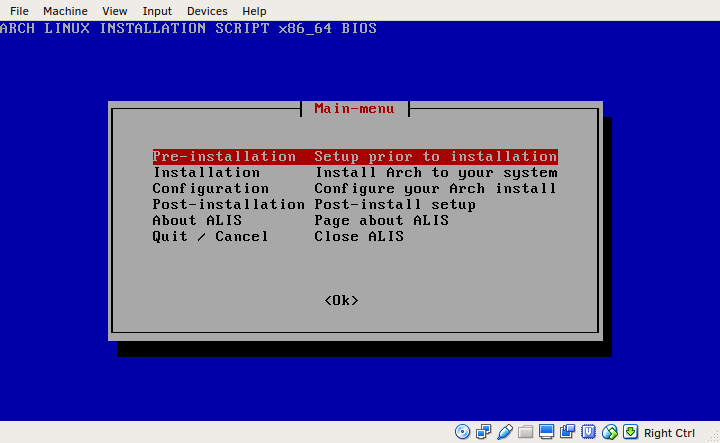 File Machine View Input Devices Help
ARCH LINUX INSTALLATION SCRIPT x86_64 BIOS
Main-menu
Pre-installation Setup prior to installation
Installation Install Arch to your system
Configuration Configure your Arch install
Post-installation Post-install setup
About ALIS Page about ALIS
Quit / Cancel Close ALIS
<Ok>
Right Ctrl